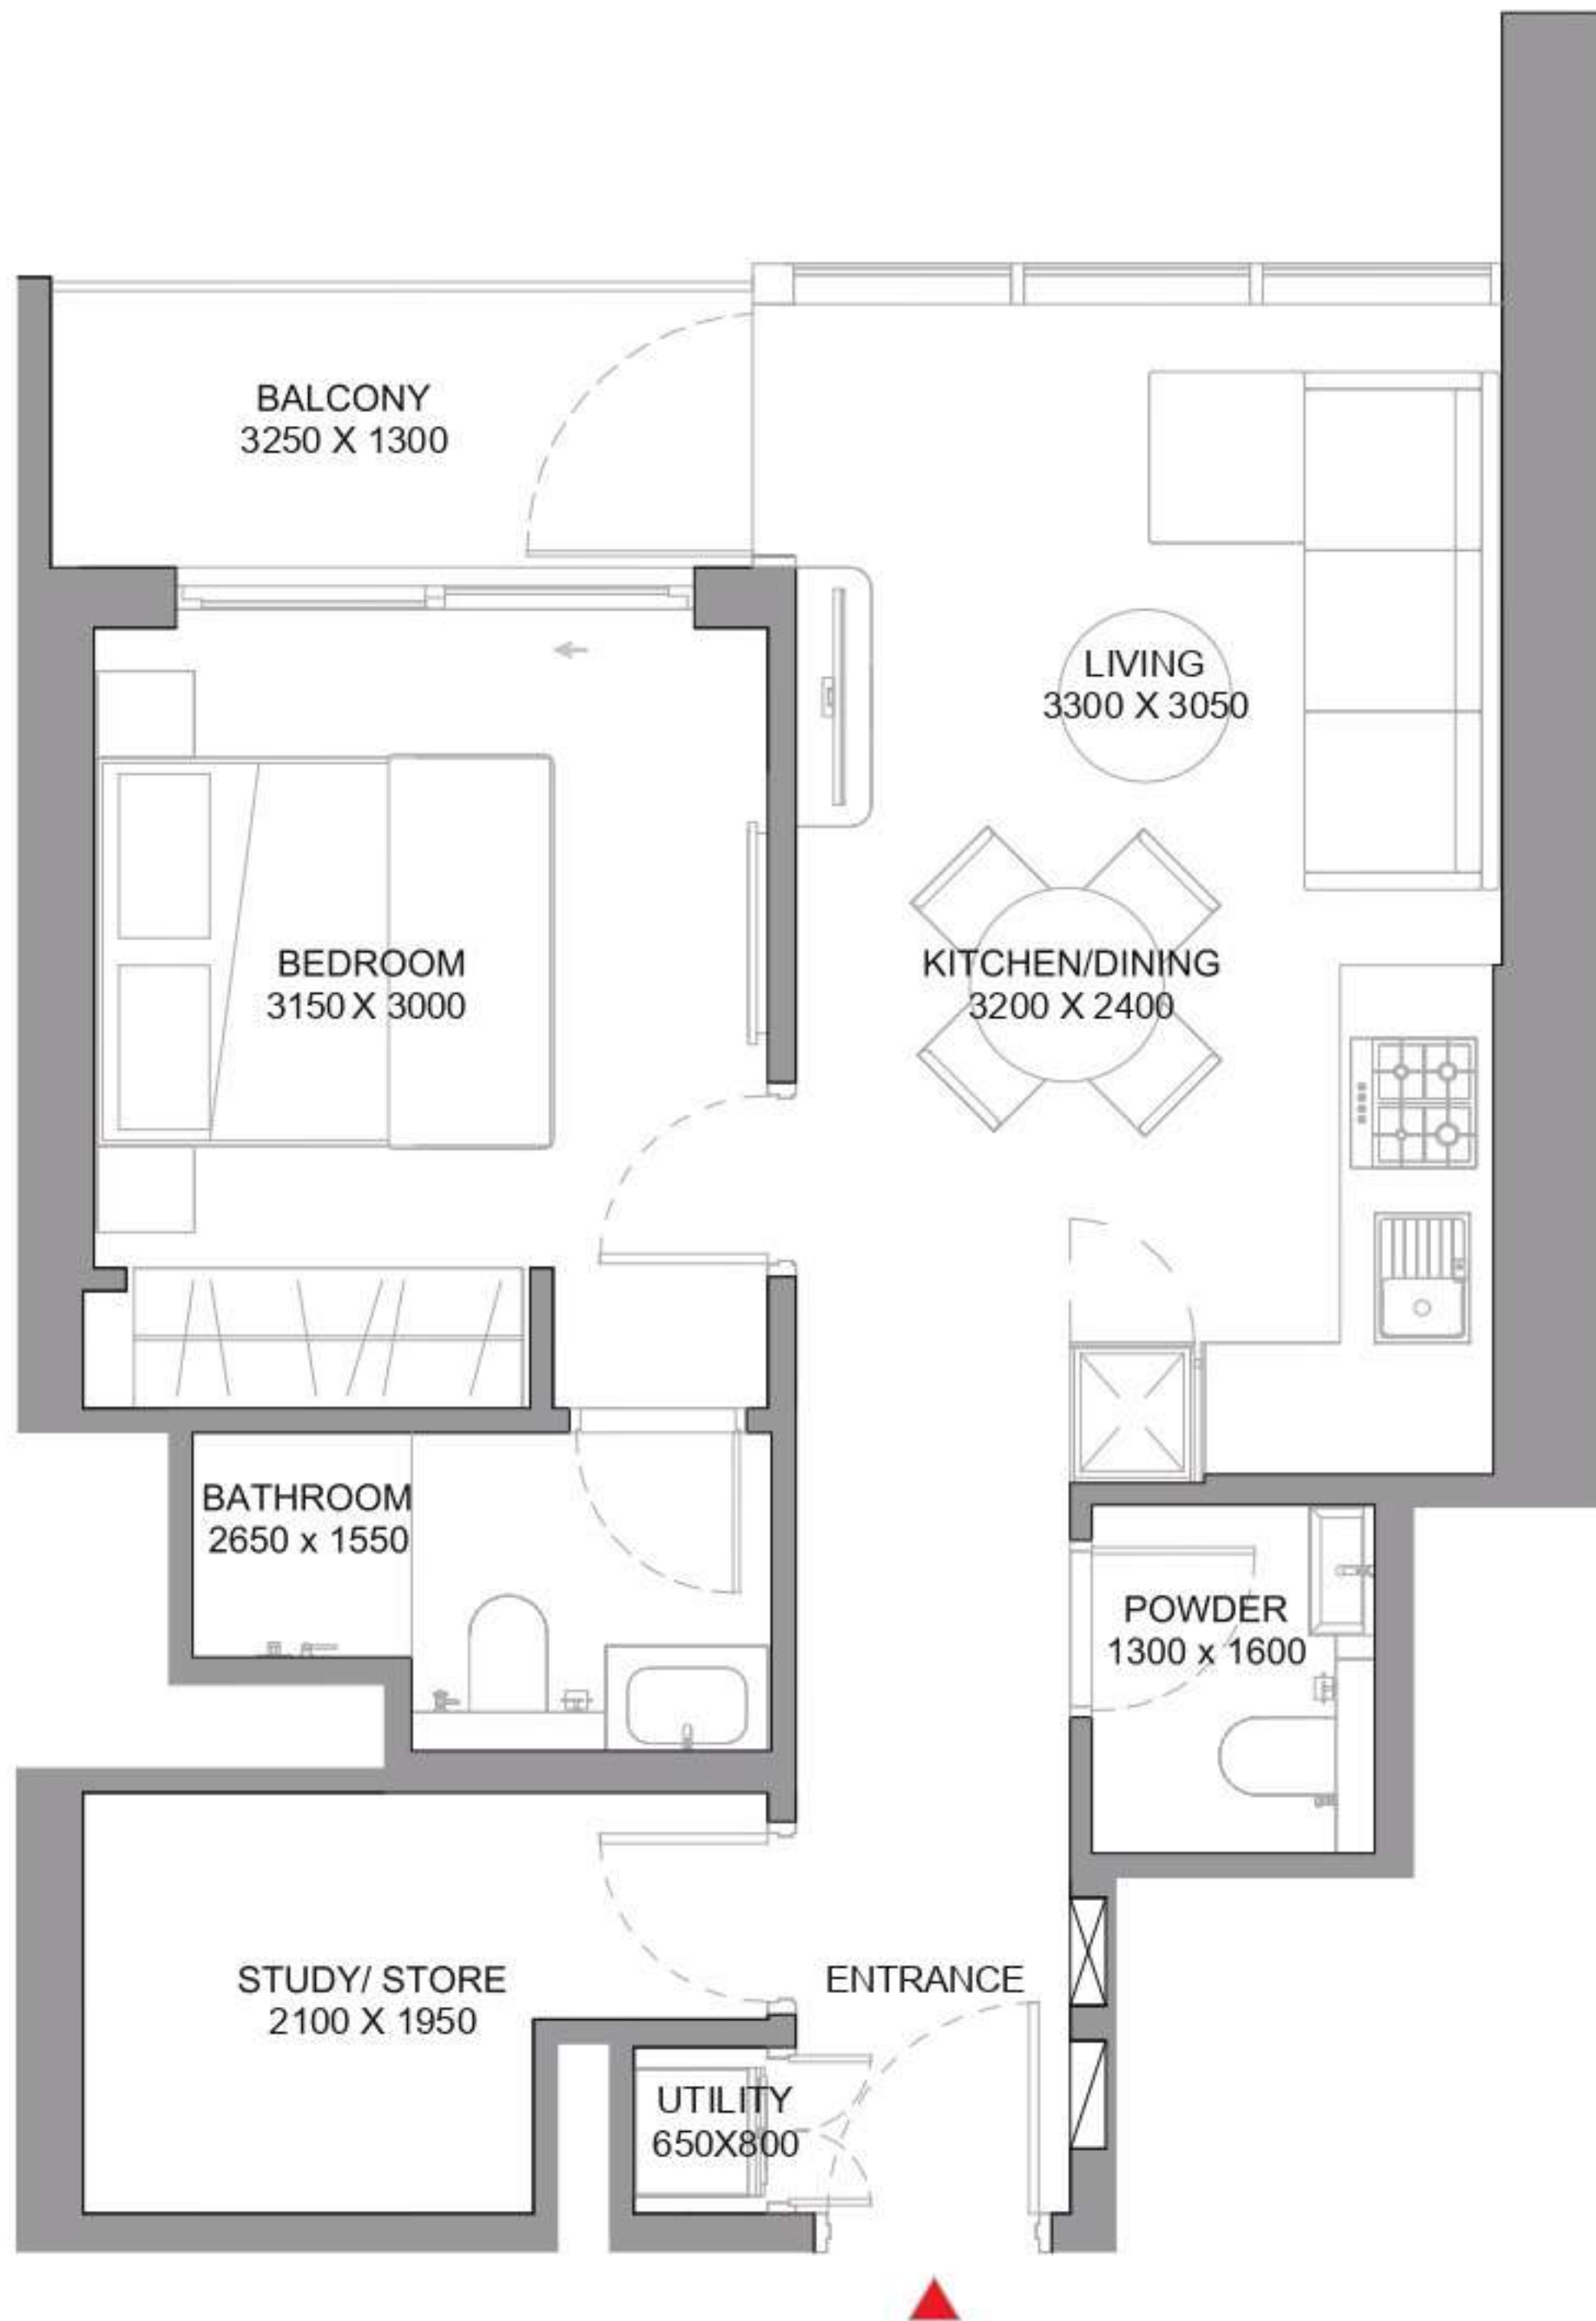 BALCONY
3250 X 1300
LIVING
3300 X 3050
BEDROOM
3150 X 3000
KITCHEN/DINING
3200 X 2400
BATHROOM
2650 x 1550
POWDER
1300 x 1600
STUDY/ STORE
2100 X 1950
ENTRANCE
UTILITY
650X800